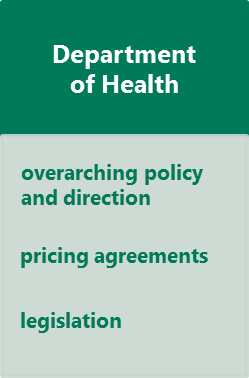 Department
of Health
overarching policy
and direction
pricing agreements
legislation